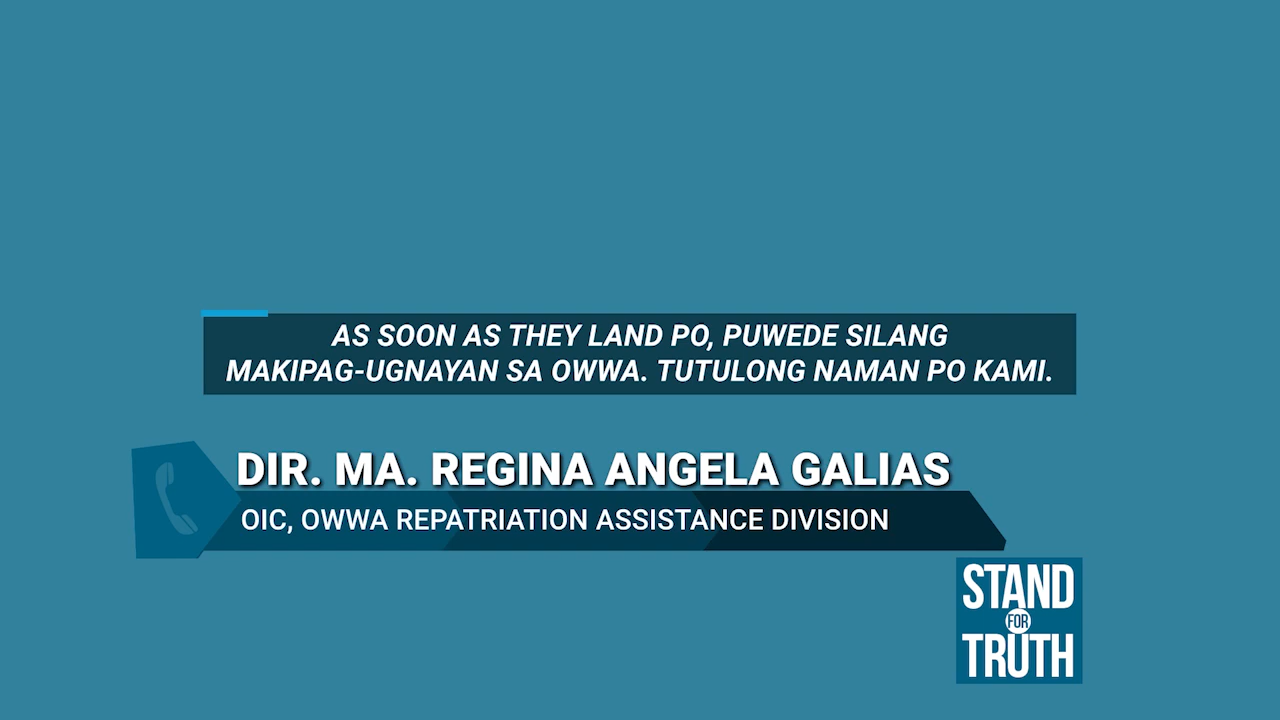 AS SOON AS THEY LAND PO, PUWEDE SILANG
MAKIPAG-UGNAYAN SA OWWA. TUTULONG NAMAN PO KAMI.
DIR. MA. REGINA ANGELA GALIAS
OIC, OWWA REPATRIATION ASSISTANCE DIVISION
STAND
FOR
TRUTH